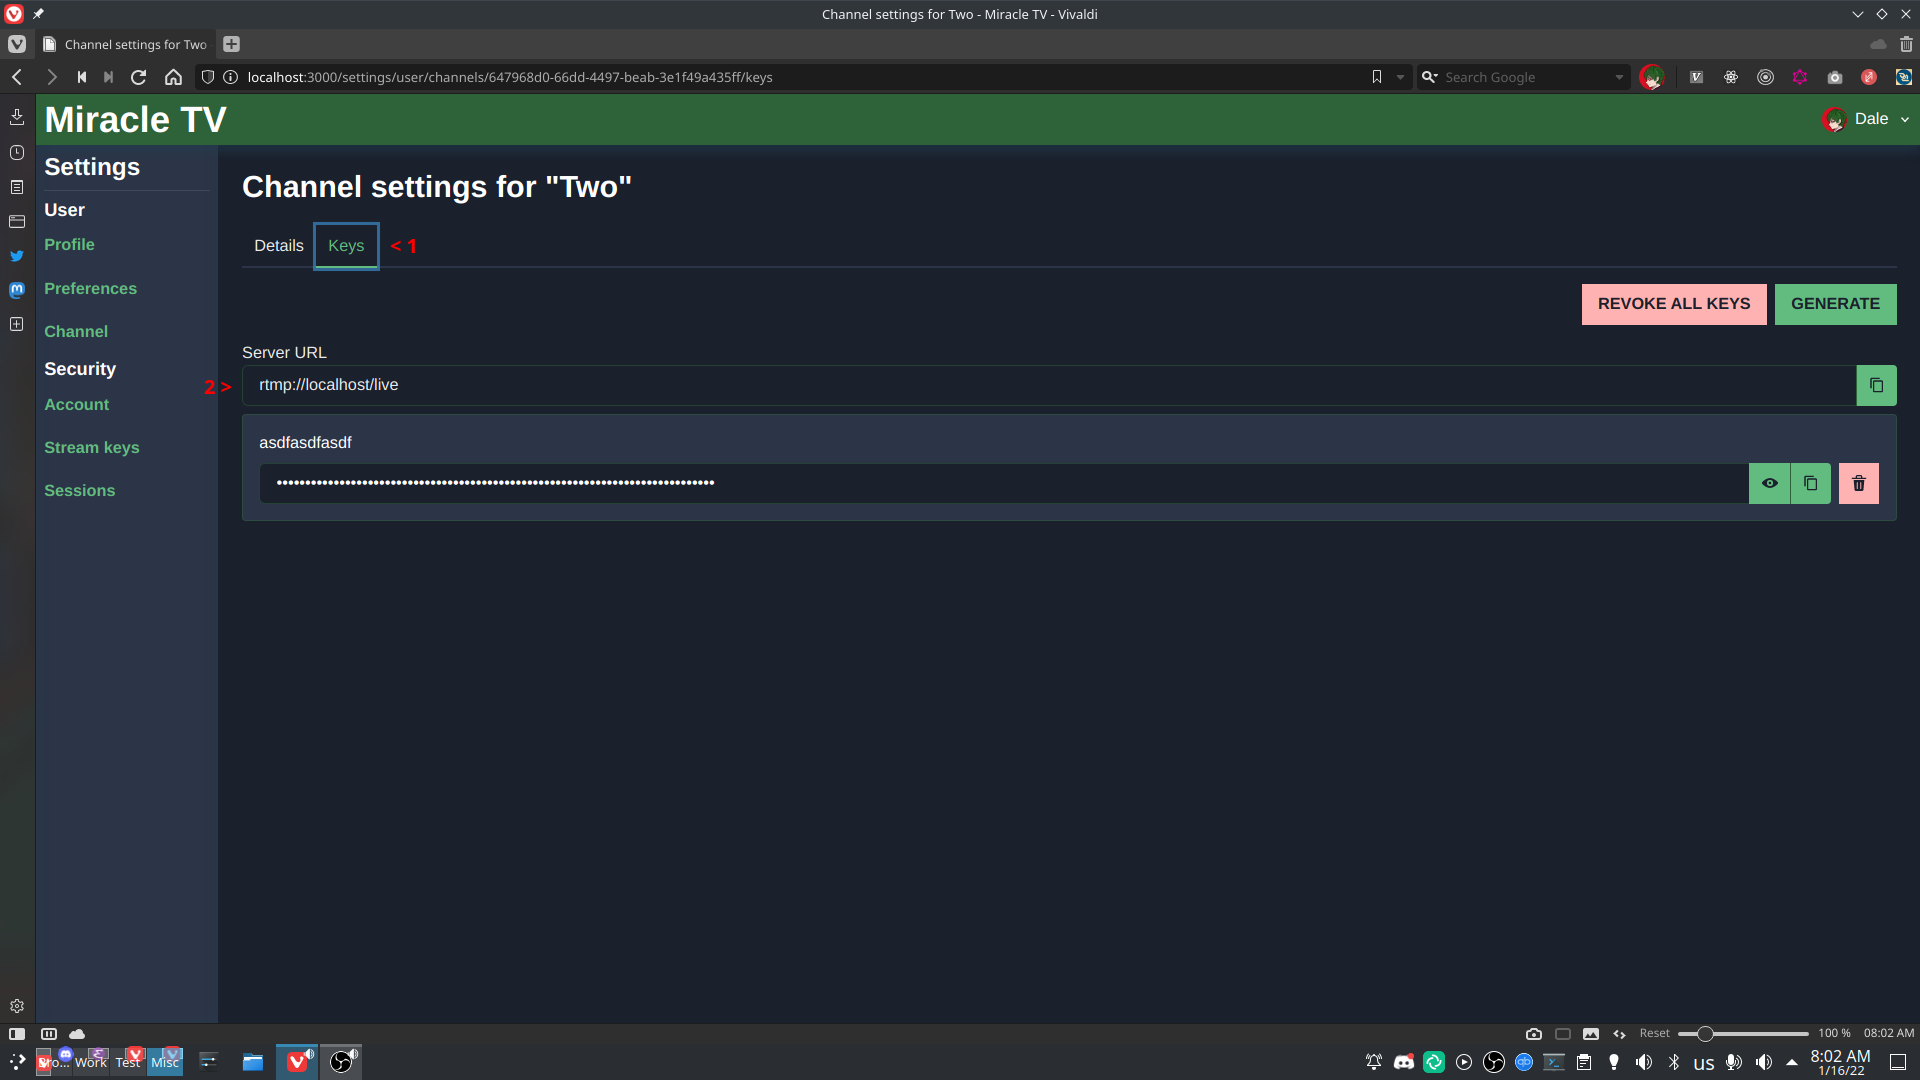 Channel settings for Two - Miracle TV - Vivaldi
Channel settings for Two
localhost:3000/settings/user/channels/647968d0-66dd-4497-beab-3e1f49a435ff/keys
Search Google
Miracle TV
Dale
Settings
User
Profile
Preferences
Channel
Security
Account
Stream keys
Sessions
Channel settings for "Two"
Details
Keys
< 1
REVOKE ALL KEYS
GENERATE
Server URL
2 >
rtmp://localhost/live
asdfasdfasdf
••••••••••••••••••••••••••••••••••••••••••••••••••••••••••••••••••••••••••••
Reset
100 %
08:02 AM
Work
Test
Misc
us
8:02 AM
1/16/22